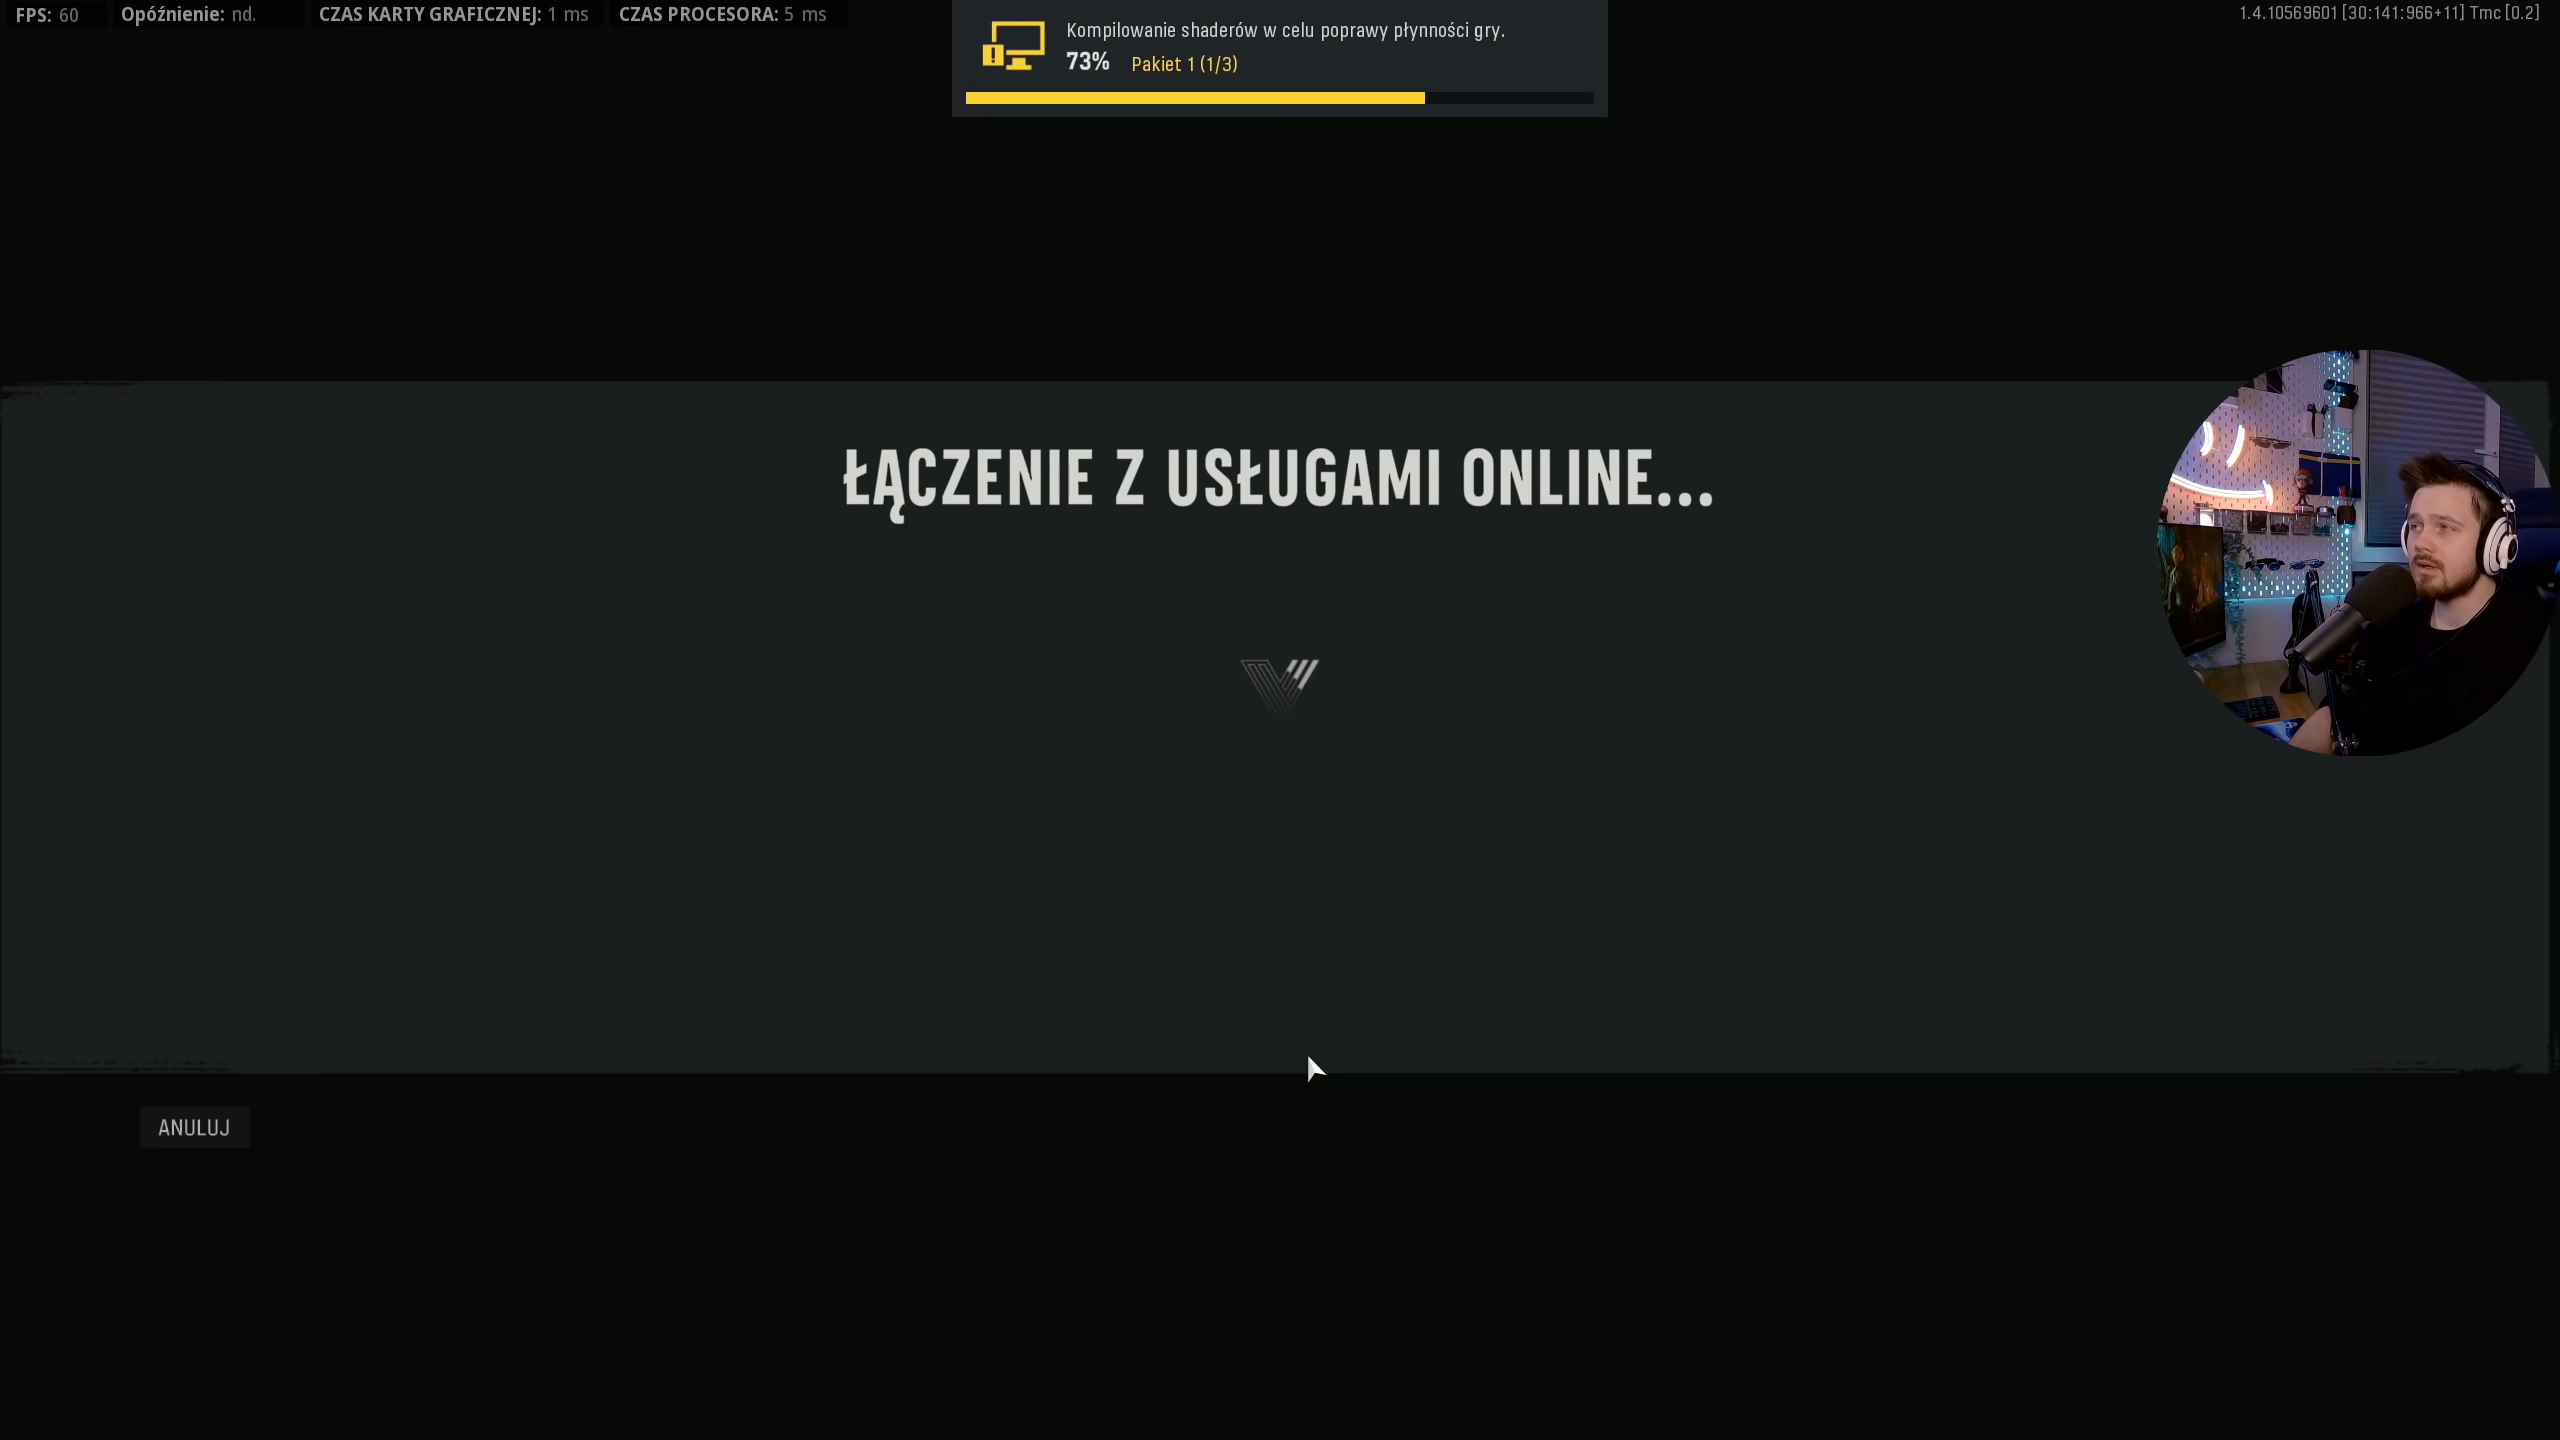 FPS: 60 Opóźnienie: nd. CZAS KARTY GRAFICZNEJ: 1 ms CZAS PROCESORA: 5 ms
1.4.10569601 [30:141:966+11] Tmc [0.2]
Kompilowanie shaderów w celu poprawy płynności gry.
73% Pakiet 1 (1/3)
ŁĄCZENIE Z USŁUGAMI ONLINE...
ANULUJ